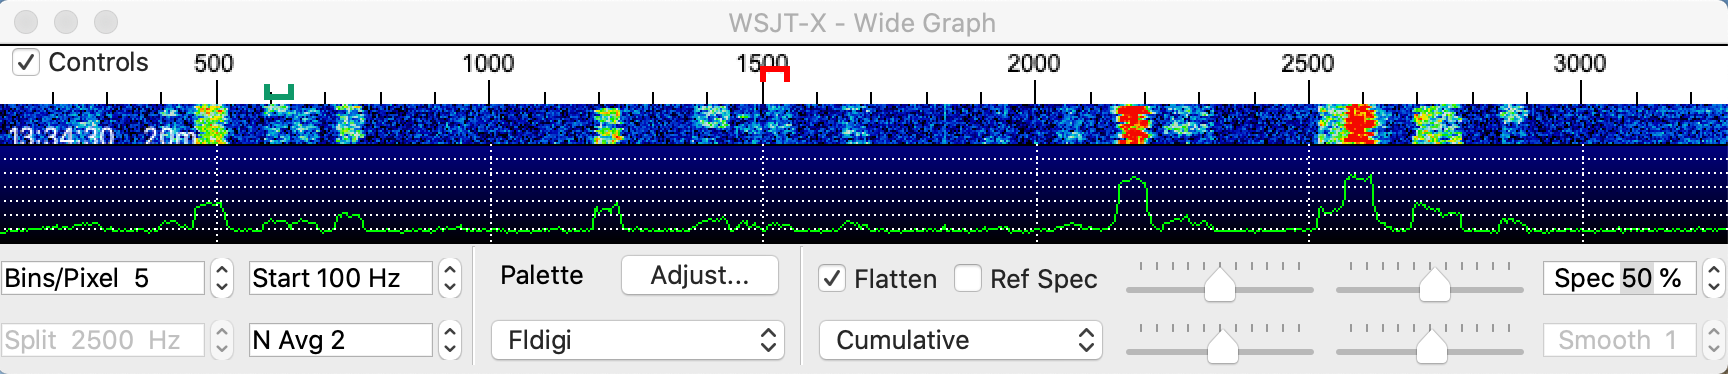 WSJT-X - Wide Graph
Controls 500 1000 1500 2000 2500 3000
13:34:30 20m
Bins/Pixel 5 Start 100 Hz Palette Adjust... Flatten Ref Spec Spec 50 %
Split 2500 Hz N Avg 2 Fldigi Cumulative Smooth 1